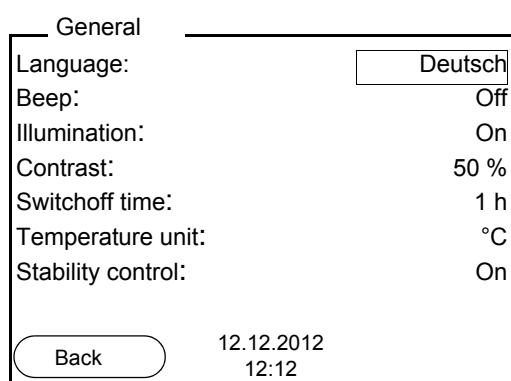 General
Language: Deutsch
Beep: Off
Illumination: On
Contrast: 50 %
Switchoff time: 1 h
Temperature unit: °C
Stability control: On
12.12.2012
Back
12:12